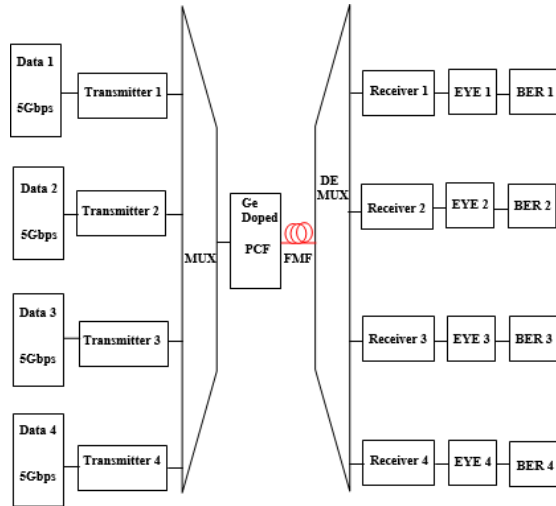 Data 1
5Gbps
Transmitter 1
Data 2
5Gbps
Transmitter 2
Data 3
5Gbps
Transmitter 3
Data 4
5Gbps
Transmitter 4
MUX
Ge
Doped
PCF
FMF
DE
MUX
Receiver 1
EYE 1
BER 1
Receiver 2
EYE 2
BER 2
Receiver 3
EYE 3
BER 3
Receiver 4
EYE 4
BER 4